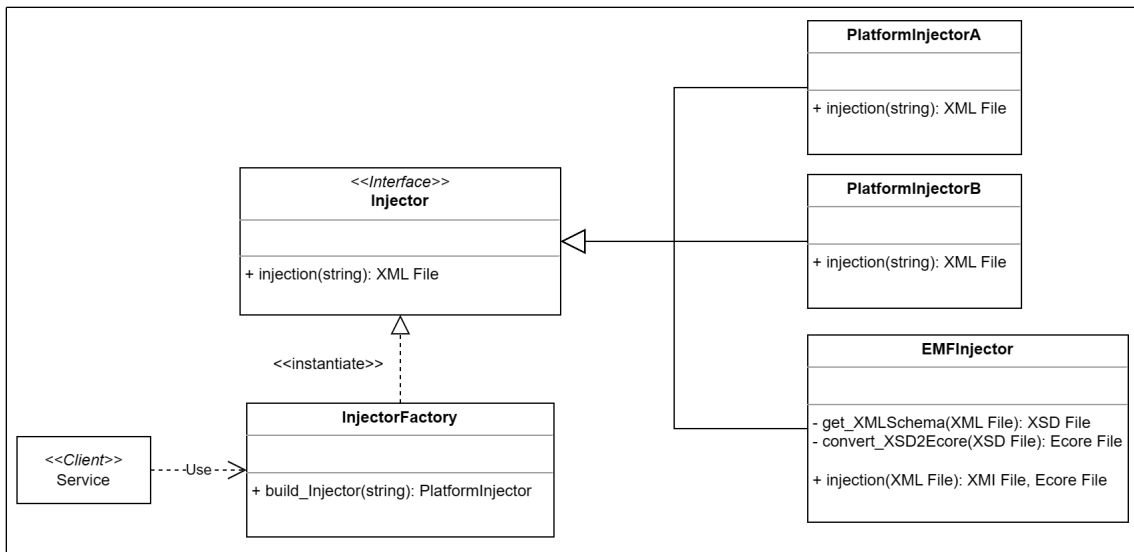 PlatformInjectorA
+ injection(string): XML File
<<Interface>>
Injector
+ injection(string): XML File
PlatformInjectorB
+ injection(string): XML File
<<instantiate>>
EMFInjector
- get_XMLSchema(XML File): XSD File
- convert_XSD2Ecore(XSD File): Ecore File
+ injection(XML File): XMI File, Ecore File
InjectorFactory
+ build_Injector(string): PlatformInjector
<<Client>>
Service
Use